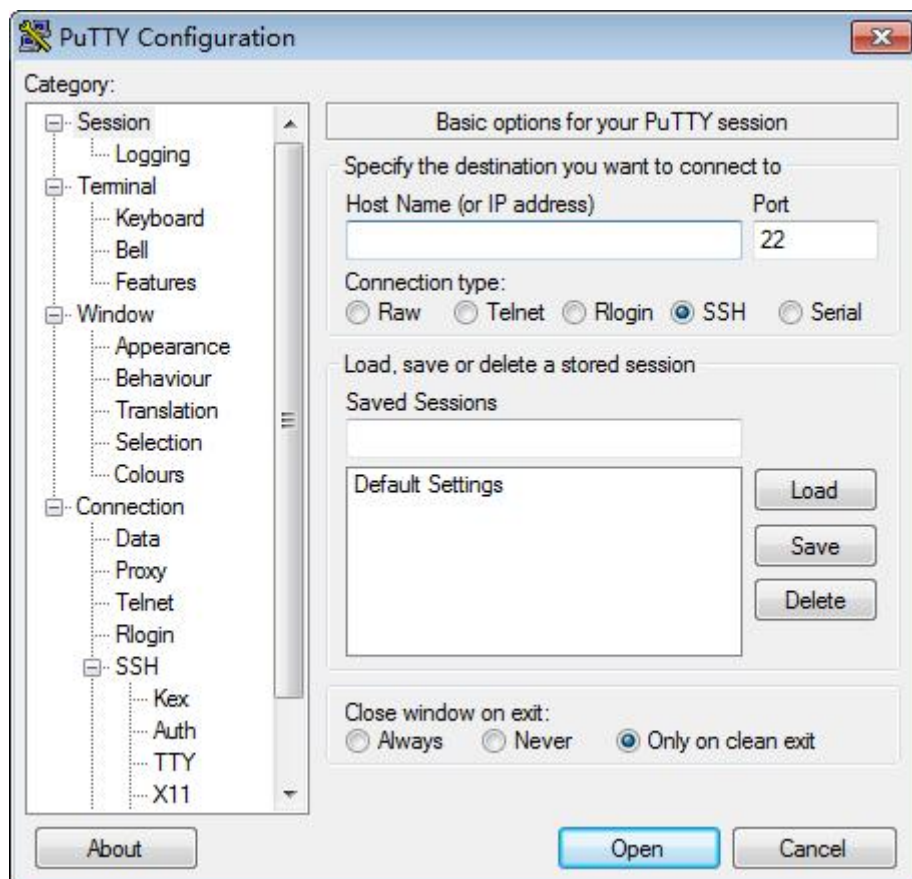 PuTTY Configuration
Category:
Session
Logging
Terminal
Keyboard
Bell
Features
Window
Appearance
Behaviour
Translation
Selection
Colours
Connection
Data
Proxy
Telnet
Rlogin
SSH
Kex
Auth
TTY
X11
Basic options for your PuTTY session
Specify the destination you want to connect to
Host Name (or IP address) Port
22
Connection type:
Raw Telnet Rlogin SSH Serial
Load, save or delete a stored session
Saved Sessions
Default Settings
Load
Save
Delete
Close window on exit:
Always Never Only on clean exit
About Open Cancel